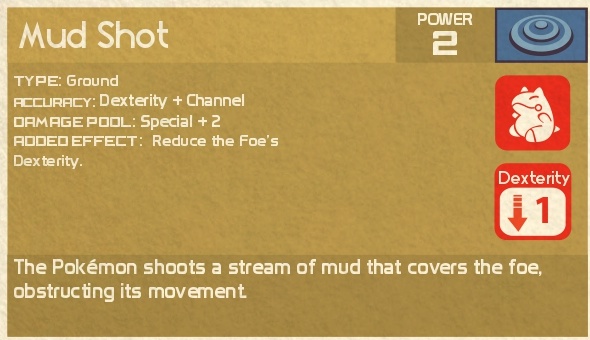 Mud Shot
POWER
2
TYPE: Ground
ACCURACY: Dexterity + Channel
DAMAGE POOL: Special + 2
ADDED EFFECT: Reduce the Foe's
Dexterity.
Dexterity
1
The Pokémon shoots a stream of mud that covers the foe,
obstructing its movement.